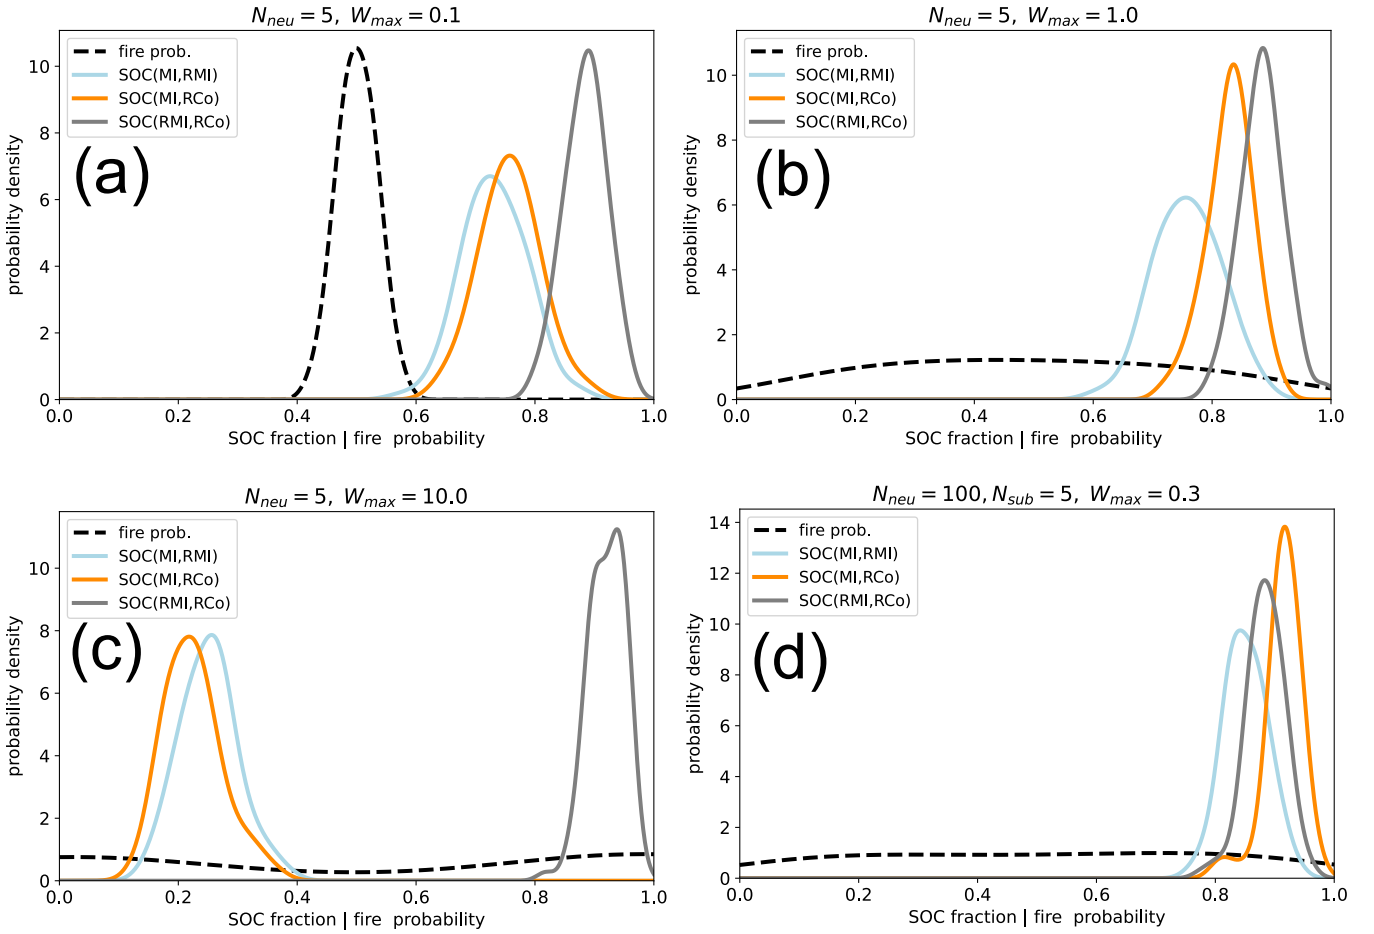 N_neu = 5, W_max = 0.1
fire prob.
SOC(MI,RMI)
SOC(MI,RCo)
SOC(RMI,RCo)
(a)
probability density
10
8
6
4
2
0
0.0 0.2 0.4 0.6 0.8 1.0
SOC fraction | fire probability
N_neu = 5, W_max = 1.0
fire prob.
SOC(MI,RMI)
SOC(MI,RCo)
SOC(RMI,RCo)
(b)
probability density
10
8
6
4
2
0
0.0 0.2 0.4 0.6 0.8 1.0
SOC fraction | fire probability
N_neu = 5, W_max = 10.0
fire prob.
SOC(MI,RMI)
SOC(MI,RCo)
SOC(RMI,RCo)
(c)
probability density
10
8
6
4
2
0
0.0 0.2 0.4 0.6 0.8 1.0
SOC fraction | fire probability
N_neu = 100, N_sub = 5, W_max = 0.3
fire prob.
SOC(MI,RMI)
SOC(MI,RCo)
SOC(RMI,RCo)
(d)
probability density
14
12
10
8
6
4
2
0
0.0 0.2 0.4 0.6 0.8 1.0
SOC fraction | fire probability